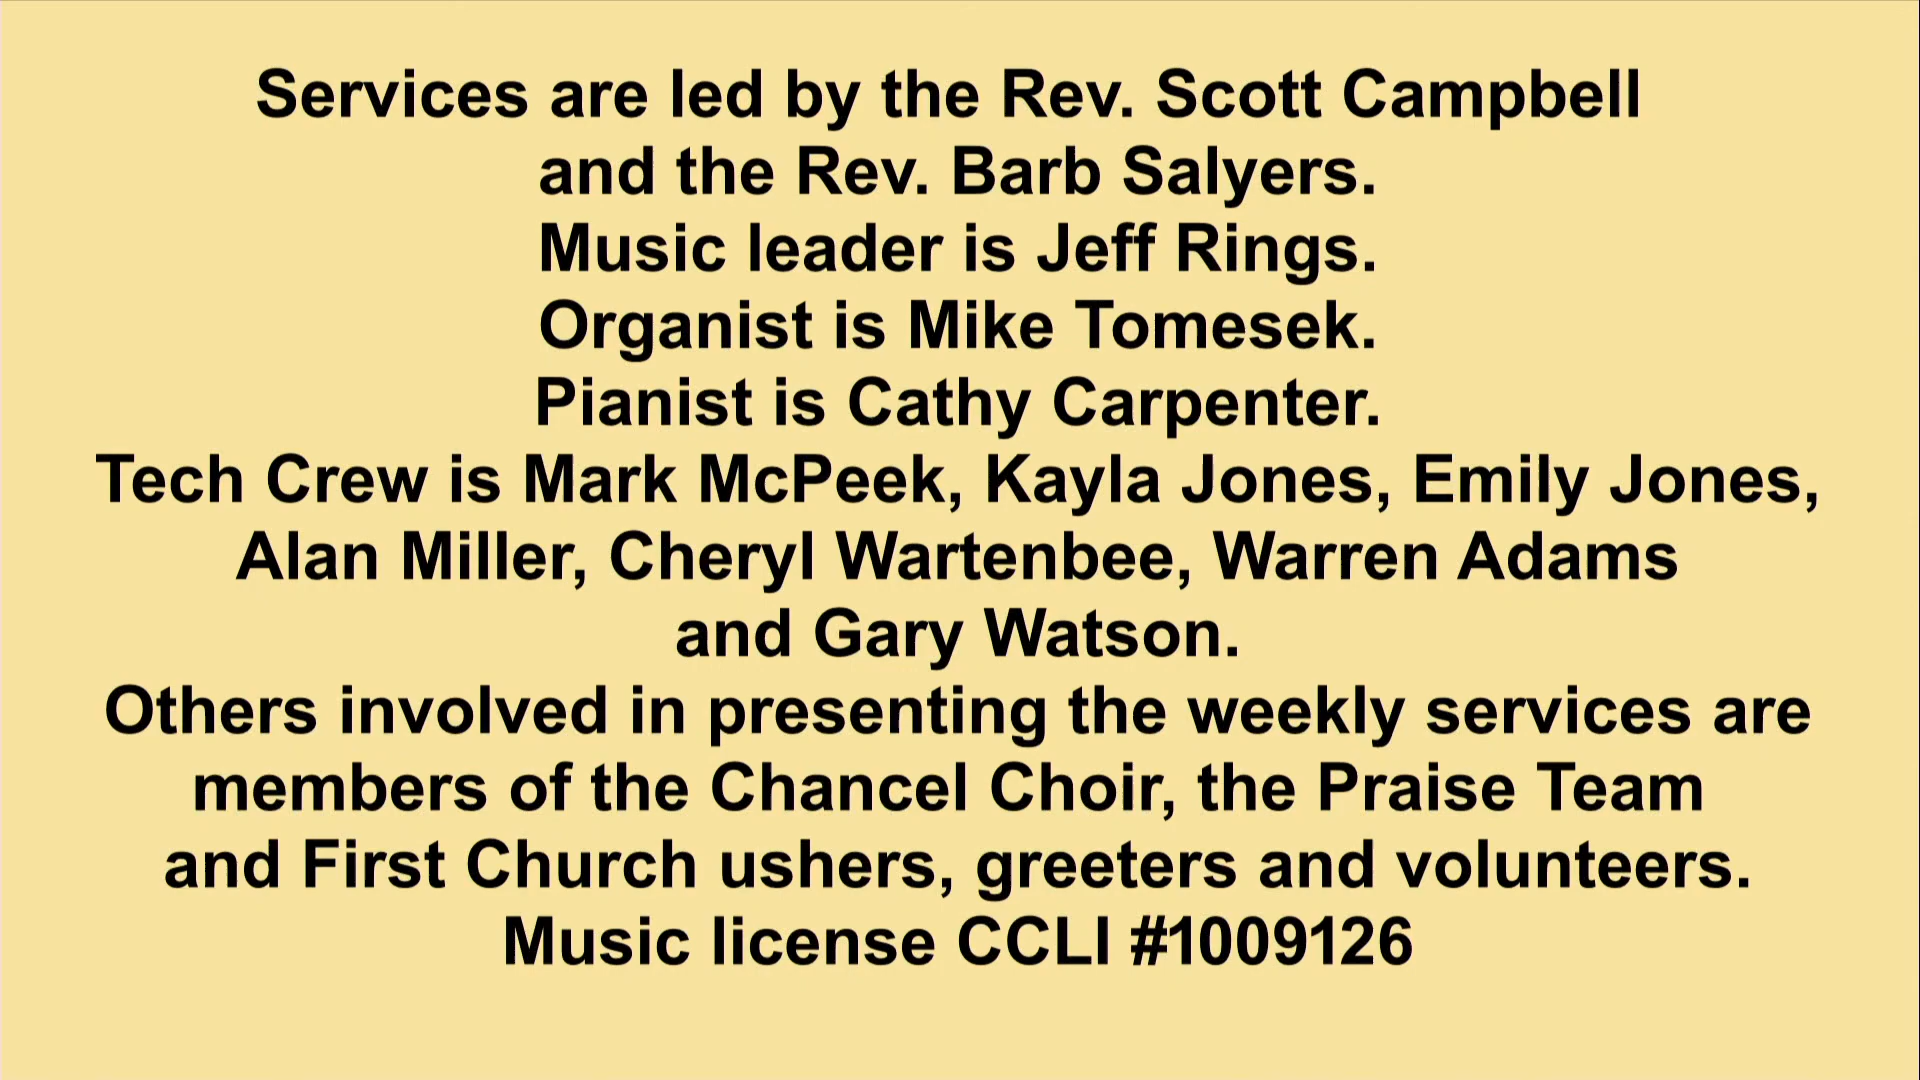 Services are led by the Rev. Scott Campbell
and the Rev. Barb Salyers.
Music leader is Jeff Rings.
Organist is Mike Tomesek.
Pianist is Cathy Carpenter.
Tech Crew is Mark McPeek, Kayla Jones, Emily Jones,
Alan Miller, Cheryl Wartenbee, Warren Adams
and Gary Watson.
Others involved in presenting the weekly services are
members of the Chancel Choir, the Praise Team
and First Church ushers, greeters and volunteers.
Music license CCLI #1009126